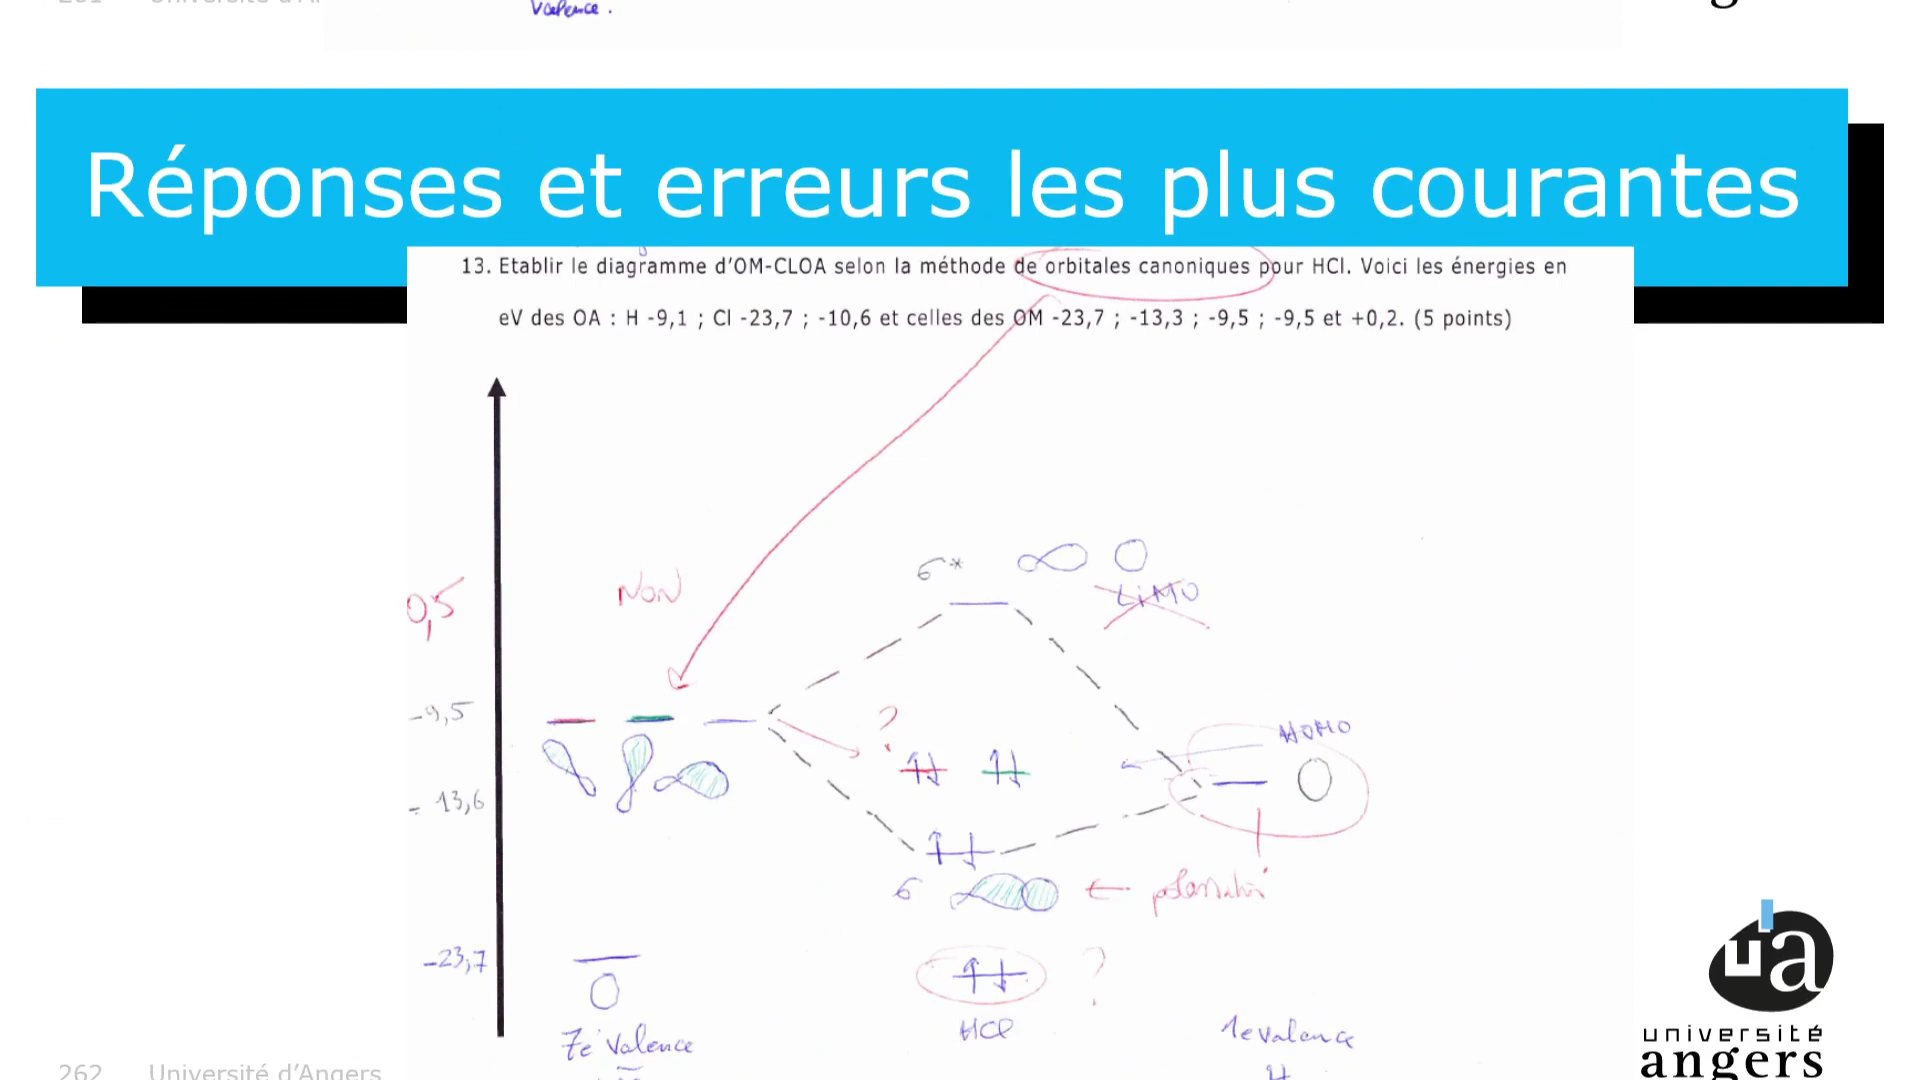 Valence.
Réponses et erreurs les plus courantes
13. Etablir le diagramme d'OM-CLOA selon la méthode de orbitales canoniques pour HCl. Voici les énergies en
eV des OA : H -9,1 ; Cl -23,7 ; -10,6 et celles des OM -23,7 ; -13,3 ; -9,5 ; -9,5 et +0,2. (5 points)
0,5
NON
σ*
LiMO
-9,5
?
HOMO
- 13,6
σ
-23,7
?
HCl
7e valence
1e valence
H
université
angers
262 Université d'Angers